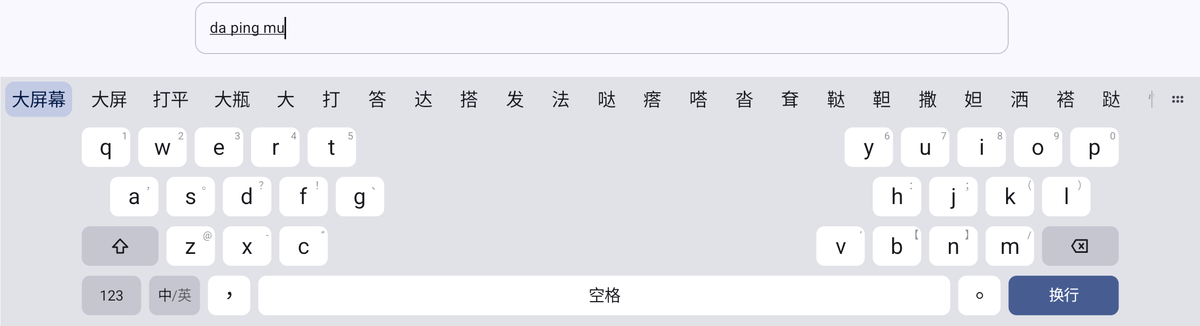 da ping mu
大屏幕 大屏 打平 大瓶 大 打 答 达 搭 发 法 哒 瘩 嗒 沓 耷 鞑 靼 撒 妲 洒 褡 跶
q 1 w 2 e 3 r 4 t 5 y 6 u 7 i 8 o 9 p 0
a ' s 。 d ? f ! g 、 h : j ; k ( l )
z @ x - c " v ' b 【 n 】 m /
123 中/英 , 空格 。 换行